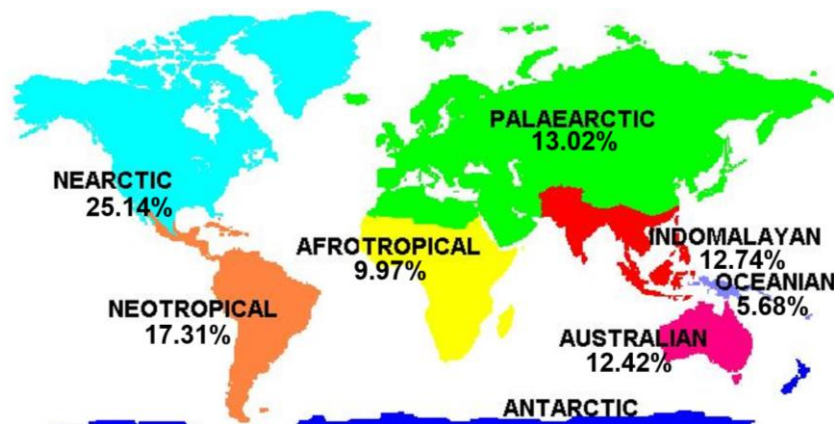 PALAEARCTIC
13.02%
NEARCTIC
25.14%
AFROTROPICAL
9.97%
INDOMALAYAN
12.74%
OCEANIAN
5.68%
NEOTROPICAL
17.31%
AUSTRALIAN
12.42%
ANTARCTIC